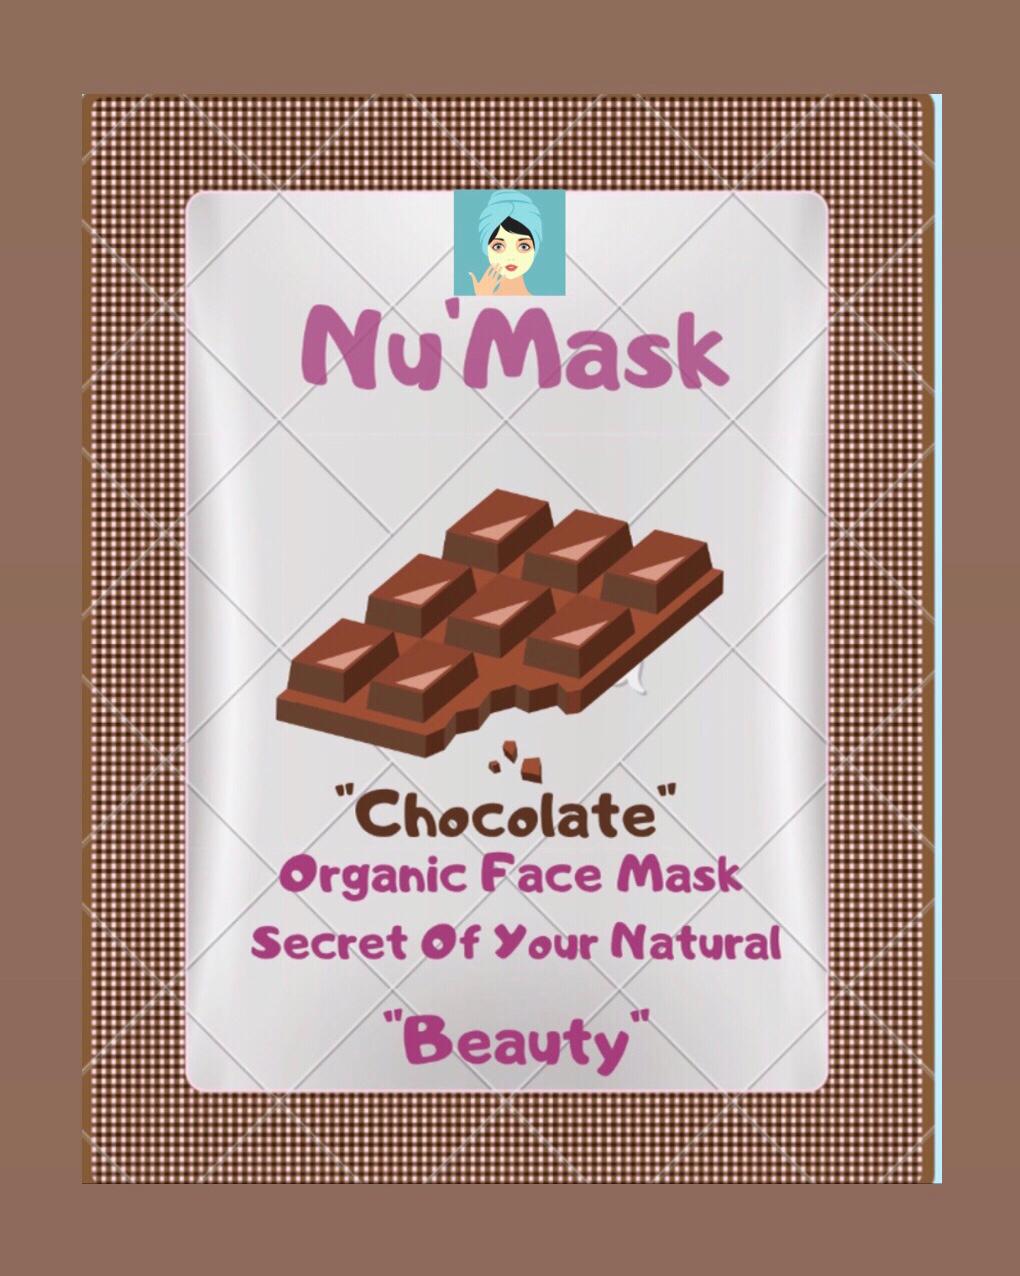 Nu'Mask
"Chocolate"
Organic Face Mask
Secret Of Your Natural
"Beauty"